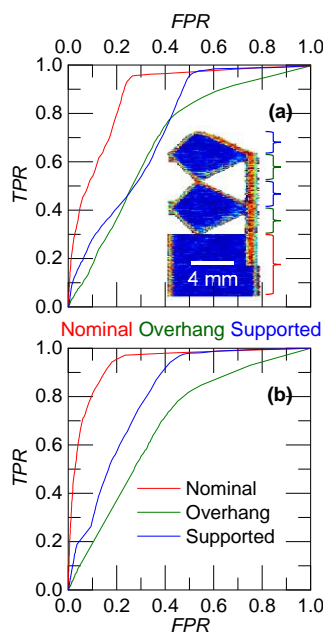 FPR
0.0 0.2 0.4 0.6 0.8 1.0
1.0
(a)
0.8
0.6
TPR
0.4
4 mm
0.2
0.0
Nominal Overhang Supported
1.0
(b)
0.8
0.6
TPR
0.4
Nominal
Overhang
0.2
Supported
0.0
0.0 0.2 0.4 0.6 0.8 1.0
FPR